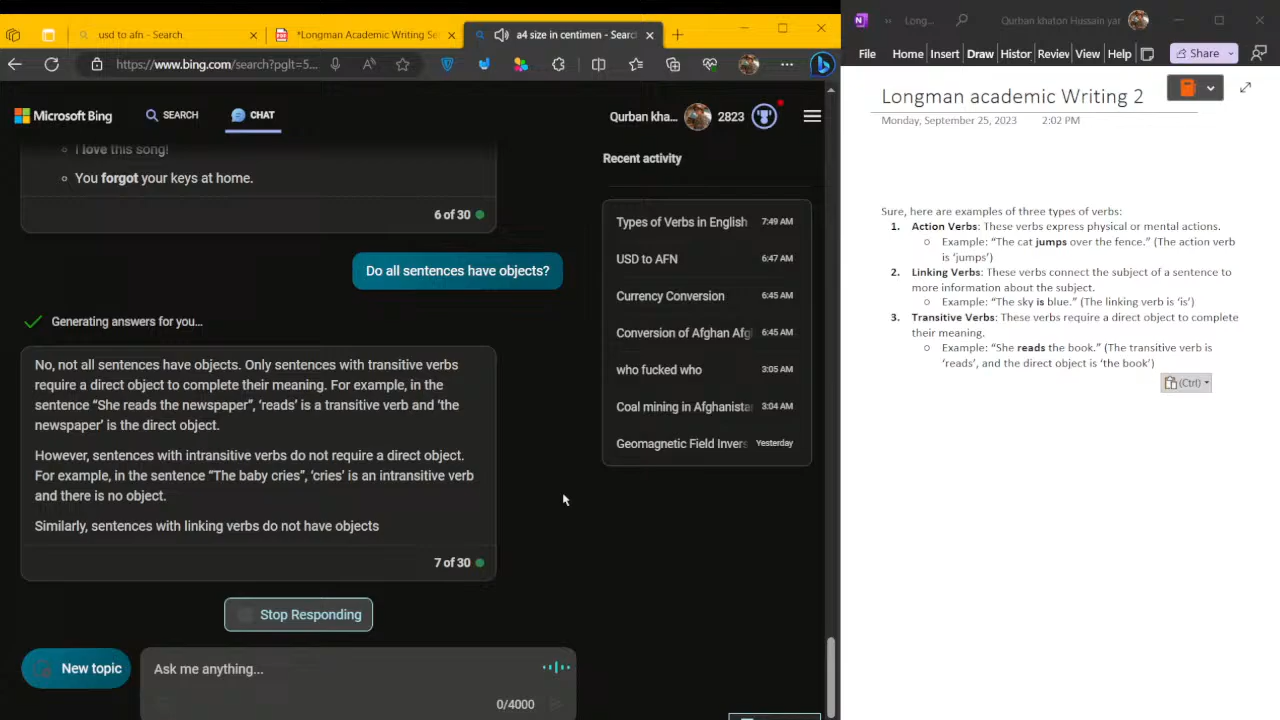 usd to afn - Search
*Longman Academic Writing Se
a4 size in centimen - Searc
https://www.bing.com/search?pglt=5...
Microsoft Bing
SEARCH
CHAT
Qurban kha...
2823
I love this song!
You forgot your keys at home.
6 of 30
Do all sentences have objects?
Generating answers for you...
No, not all sentences have objects. Only sentences with transitive verbs
require a direct object to complete their meaning. For example, in the
sentence “She reads the newspaper”, ‘reads’ is a transitive verb and ‘the
newspaper’ is the direct object.
However, sentences with intransitive verbs do not require a direct object.
For example, in the sentence “The baby cries”, ‘cries’ is an intransitive verb
and there is no object.
Similarly, sentences with linking verbs do not have objects
7 of 30
Stop Responding
New topic
Ask me anything...
0/4000
Recent activity
Types of Verbs in English 7:49 AM
USD to AFN 6:47 AM
Currency Conversion 6:45 AM
Conversion of Afghan Afg 6:45 AM
who fucked who 3:05 AM
Coal mining in Afghanista 3:04 AM
Geomagnetic Field Invers Yesterday
Long...
Qurban khaton Hussain yar
File Home Insert Draw Histor Review View Help Share
Longman academic Writing 2
Monday, September 25, 2023 2:02 PM
Sure, here are examples of three types of verbs:
1. Action Verbs: These verbs express physical or mental actions.
Example: “The cat jumps over the fence.” (The action verb
is ‘jumps’)
2. Linking Verbs: These verbs connect the subject of a sentence to
more information about the subject.
Example: “The sky is blue.” (The linking verb is ‘is’)
3. Transitive Verbs: These verbs require a direct object to complete
their meaning.
Example: “She reads the book.” (The transitive verb is
‘reads’, and the direct object is ‘the book’)
(Ctrl)